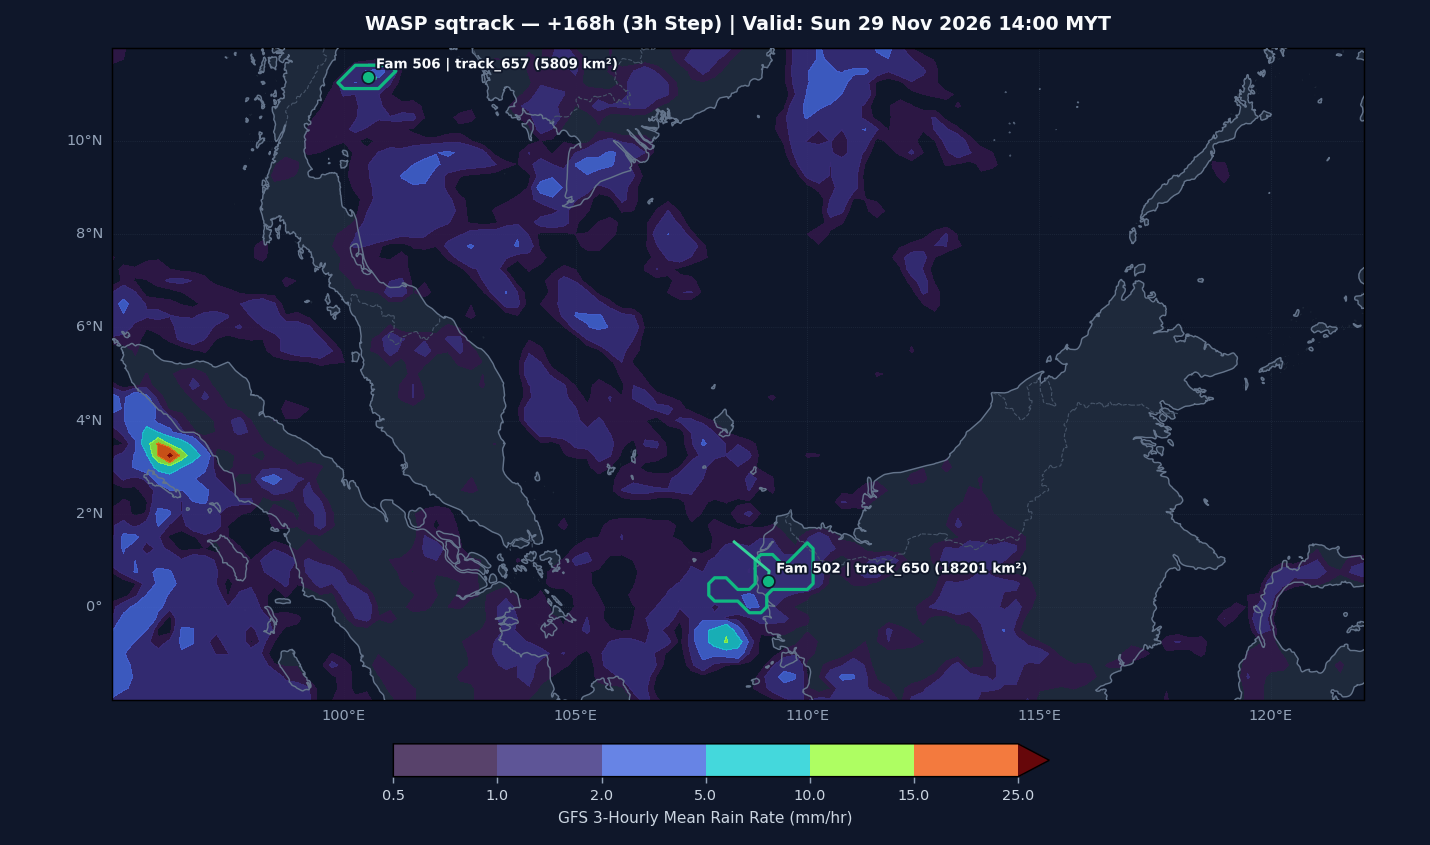 WASP sqtrack — +168h (3h Step) | Valid: Sun 29 Nov 2026 14:00 MYT
Fam 506 | track_657 (5809 km²)
10°N
8°N
6°N
4°N
2°N
Fam 502 | track_650 (18201 km²)
0°
100°E 105°E 110°E 115°E 120°E
0.5 1.0 2.0 5.0 10.0 15.0 25.0
GFS 3-Hourly Mean Rain Rate (mm/hr)